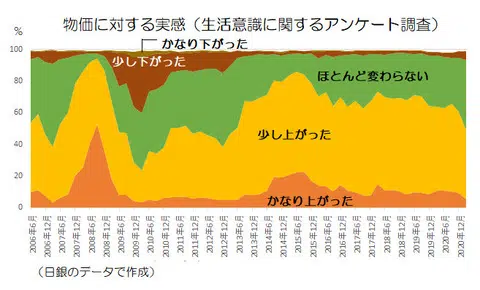 物価に対する実感（生活意識に関するアンケート調査）
%
かなり下がった
100
少し下がった
80
ほとんど変わらない
60
少し上がった
40
20
かなり上がった
0
2006年6月
2006年12月
2007年6月
2007年12月
2008年6月
2008年12月
2009年6月
2009年12月
2010年6月
2010年12月
2011年6月
2011年12月
2012年6月
2012年12月
2013年6月
2013年12月
2014年6月
2014年12月
2015年6月
2015年12月
2016年6月
2016年12月
2017年6月
2017年12月
2018年6月
2018年12月
2019年6月
2019年12月
2020年6月
2020年12月
（日銀のデータで作成）